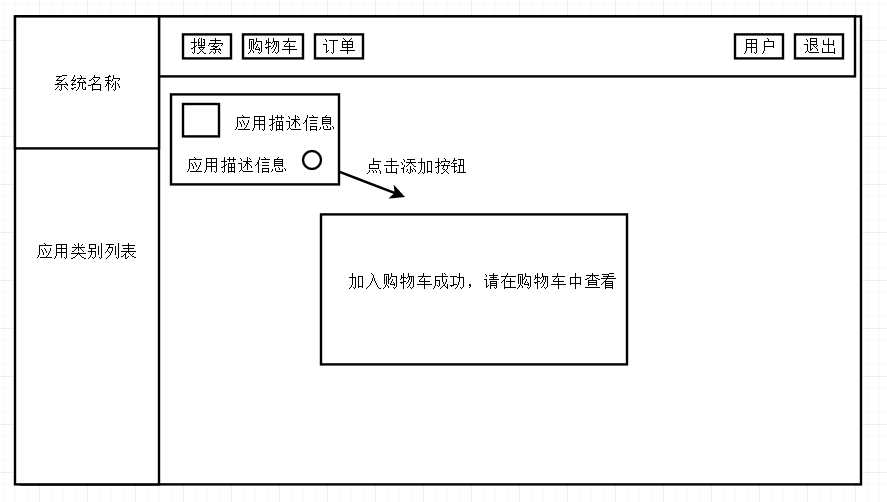 系统名称
搜索
购物车
订单
用户
退出
应用描述信息
应用描述信息
点击添加按钮
应用类别列表
加入购物车成功，请在购物车中查看